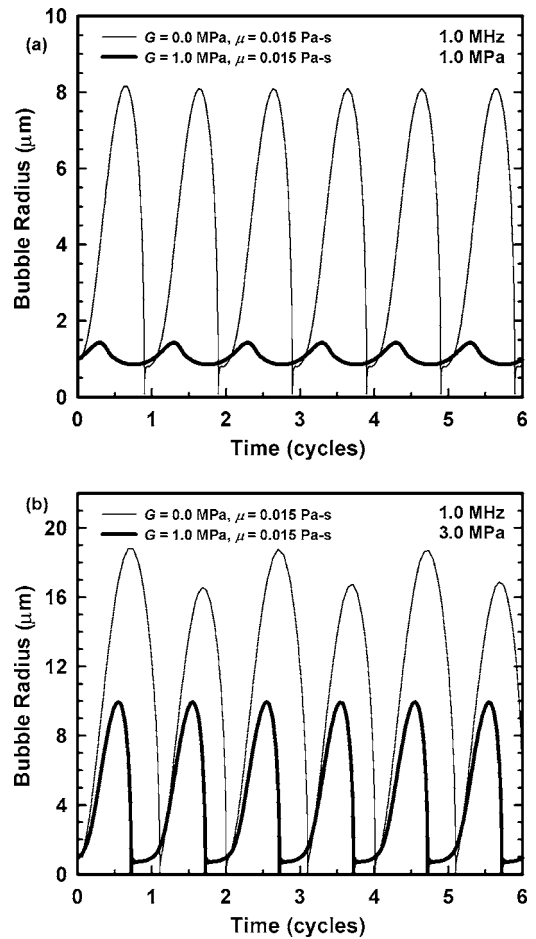 (a)
G = 0.0 MPa, μ = 0.015 Pa-s
G = 1.0 MPa, μ = 0.015 Pa-s
1.0 MHz
1.0 MPa
10
8
6
4
2
0
Bubble Radius (μm)
0 1 2 3 4 5 6
Time (cycles)
(b)
G = 0.0 MPa, μ = 0.015 Pa-s
G = 1.0 MPa, μ = 0.015 Pa-s
1.0 MHz
3.0 MPa
20
16
12
8
4
0
Bubble Radius (μm)
0 1 2 3 4 5 6
Time (cycles)